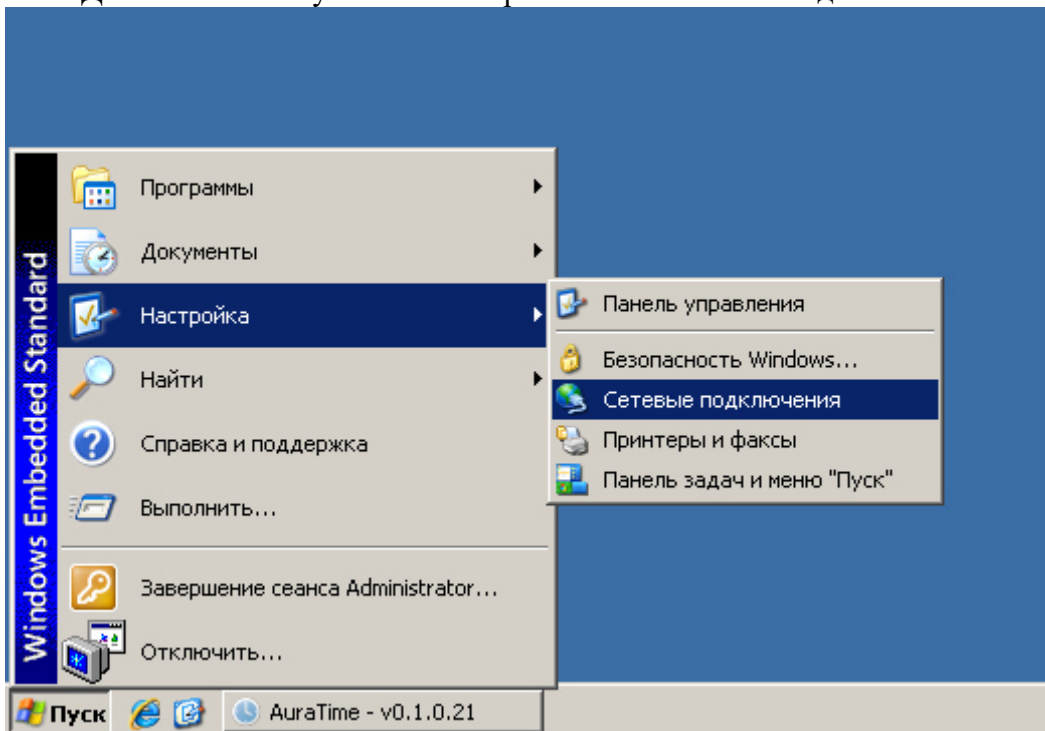 Программы
Документы
Настройка
Найти
Справка и поддержка
Выполнить...
Завершение сеанса Administrator...
Отключить...
Windows Embedded Standard
Панель управления
Безопасность Windows...
Сетевые подключения
Принтеры и факсы
Панель задач и меню "Пуск"
Пуск
AuraTime - v0.1.0.21